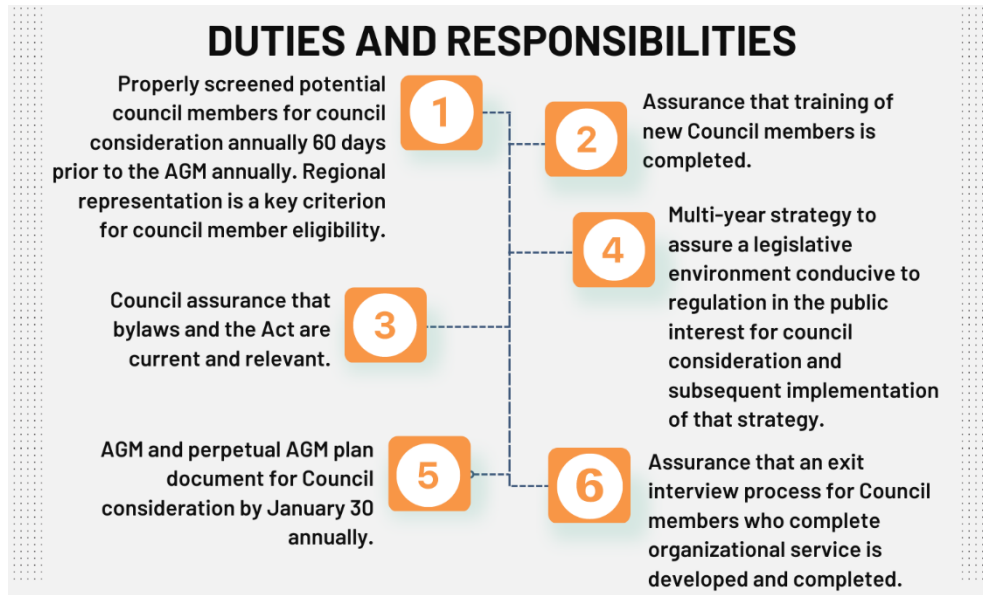 DUTIES AND RESPONSIBILITIES
1
Properly screened potential
council members for council
consideration annually 60 days
prior to the AGM annually. Regional
representation is a key criterion
for council member eligibility.
2
Assurance that training of
new Council members is
completed.
3
Council assurance that
bylaws and the Act are
current and relevant.
4
Multi-year strategy to
assure a legislative
environment conducive to
regulation in the public
interest for council
consideration and
subsequent implementation
of that strategy.
5
AGM and perpetual AGM plan
document for Council
consideration by January 30
annually.
6
Assurance that an exit
interview process for Council
members who complete
organizational service is
developed and completed.